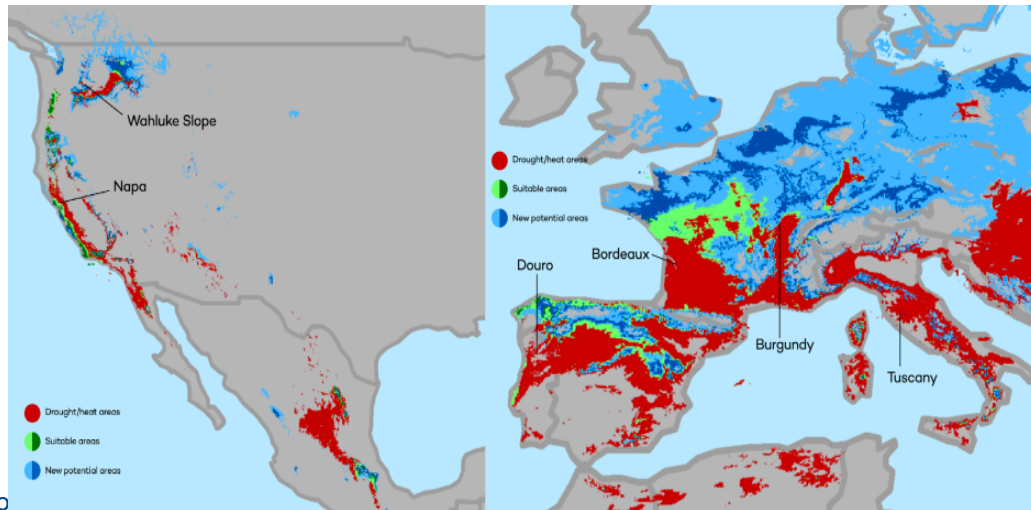 Wahluke Slope
Napa
Drought/heat areas
Suitable areas
New potential areas
Drought/heat areas
Suitable areas
New potential areas
Bordeaux
Douro
Burgundy
Tuscany